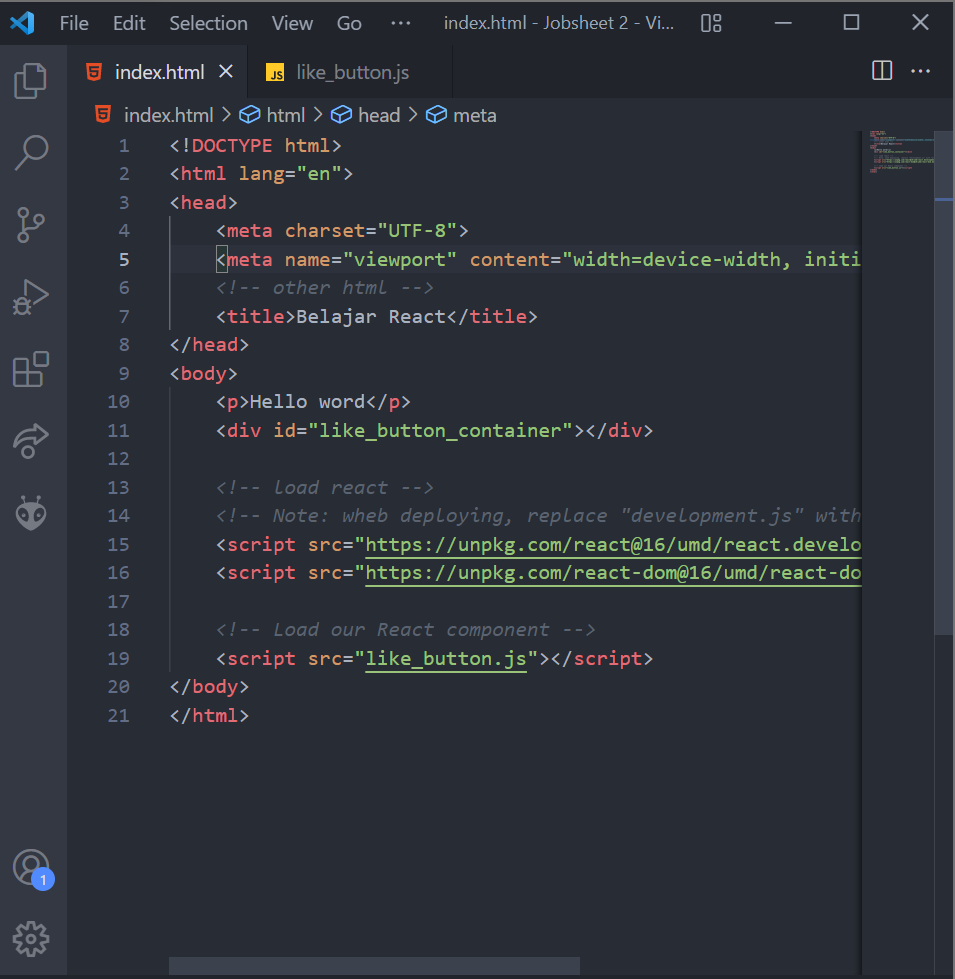 File Edit Selection View Go ··· index.html - Jobsheet 2 - Vi...
index.html JS like_button.js ···
index.html > html > head > meta
1 <!DOCTYPE html>
2 <html lang="en">
3 <head>
4 <meta charset="UTF-8">
5 <meta name="viewport" content="width=device-width, initi
6 <!-- other html -->
7 <title>Belajar React</title>
8 </head>
9 <body>
10 <p>Hello word</p>
11 <div id="like_button_container"></div>
12
13 <!-- load react -->
14 <!-- Note: wheb deploying, replace "development.js" with
15 <script src="https://unpkg.com/react@16/umd/react.develo
16 <script src="https://unpkg.com/react-dom@16/umd/react-do
17
18 <!-- Load our React component -->
19 <script src="like_button.js"></script>
20 </body>
21 </html>
1